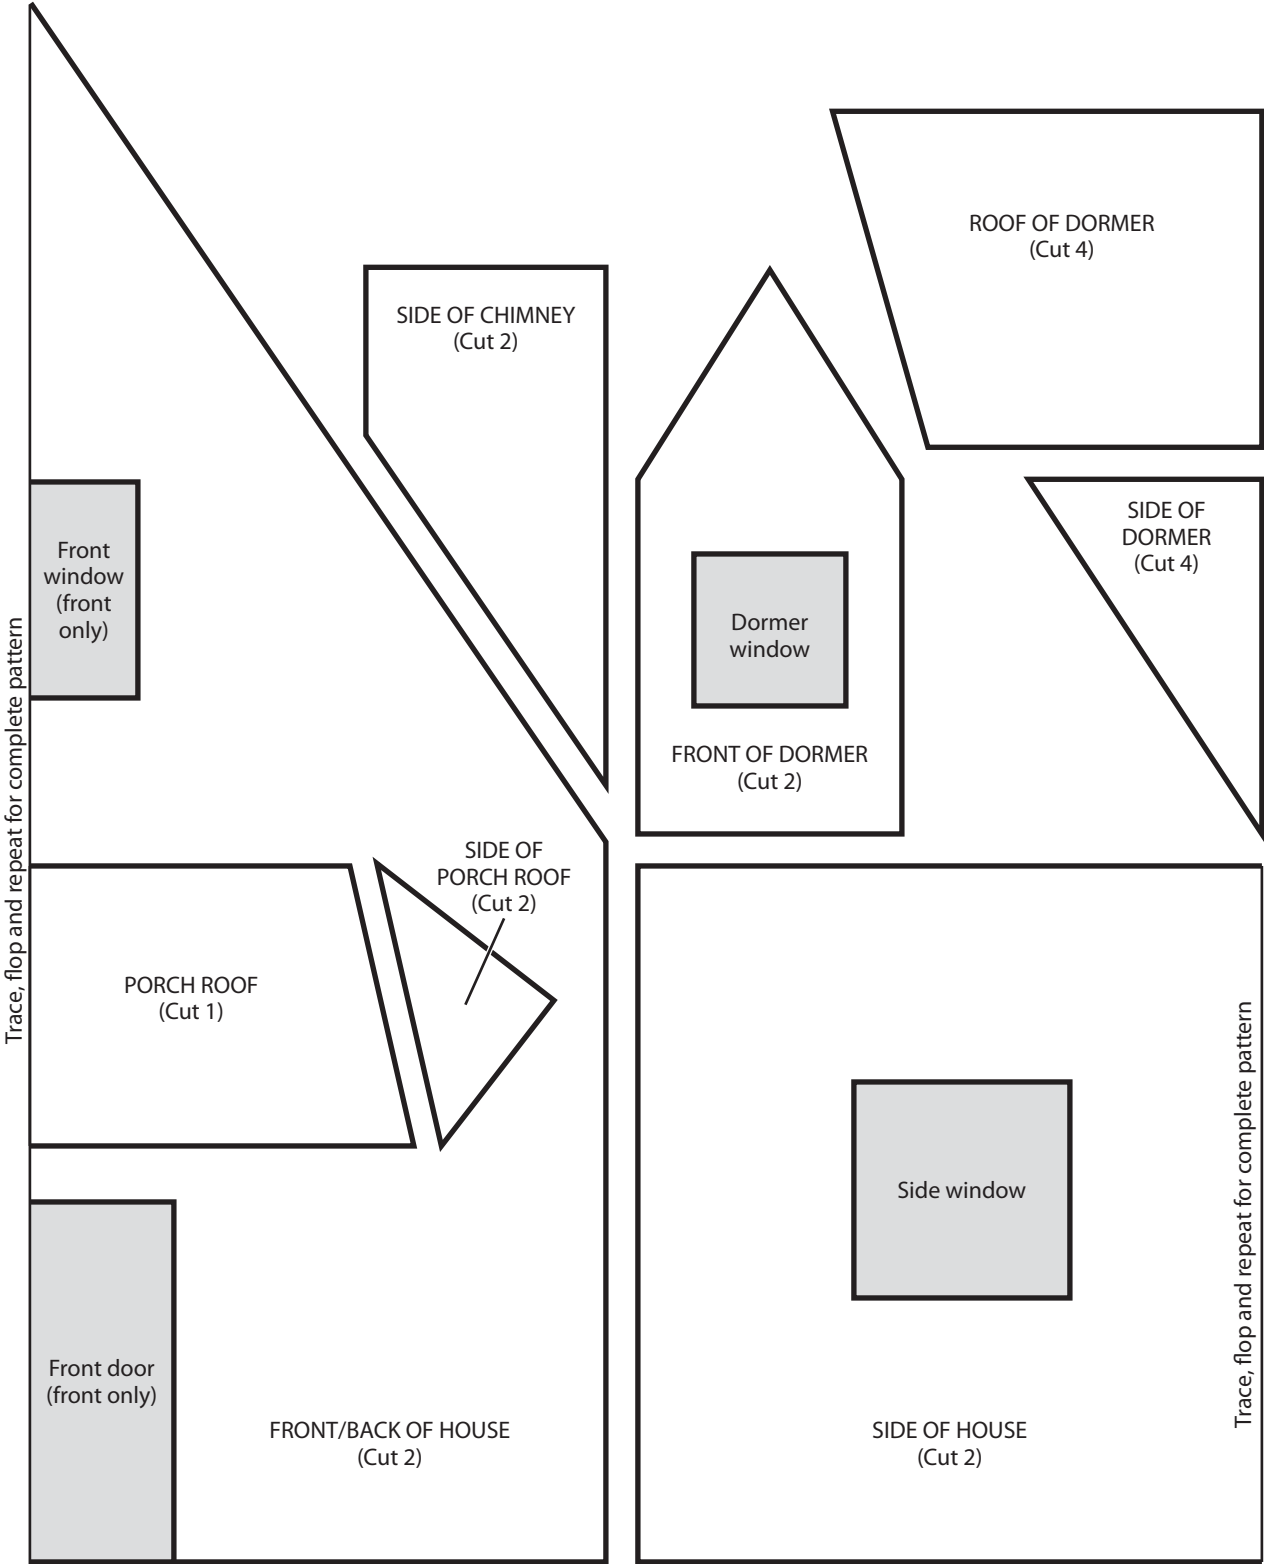 ROOF OF DORMER
(Cut 4)
SIDE OF CHIMNEY
(Cut 2)
SIDE OF
DORMER
(Cut 4)
Front
window
(front
only)
Dormer
window
FRONT OF DORMER
(Cut 2)
Trace, flop and repeat for complete pattern
SIDE OF
PORCH ROOF
(Cut 2)
PORCH ROOF
(Cut 1)
Side window
Trace, flop and repeat for complete pattern
Front door
(front only)
FRONT/BACK OF HOUSE
(Cut 2)
SIDE OF HOUSE
(Cut 2)